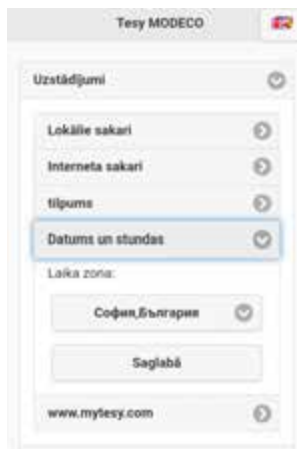 Tesy MODECO
Uzstādījumi
Lokālie sakari
Interneta sakari
tilpums
Datums un stundas
Laika zona:
София,България
Saglabā
www.mytesy.com